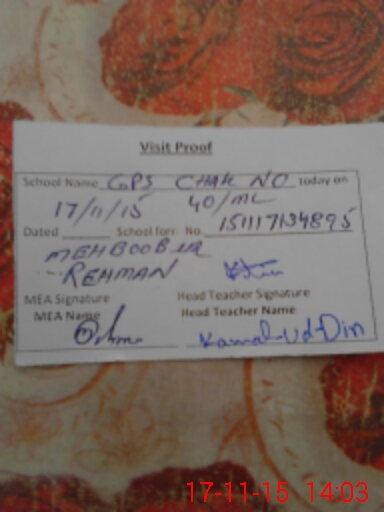 Visit Proof
School Name GPS CHAK NO today on
17/11/15 40/ML
Dated School form No. 151117134895
MEHBOOB UR
REHMAN
MEA Signature Head Teacher Signature
MEA Name Head Teacher Name
Kamal-Ud-Din
17-11-15 14:03